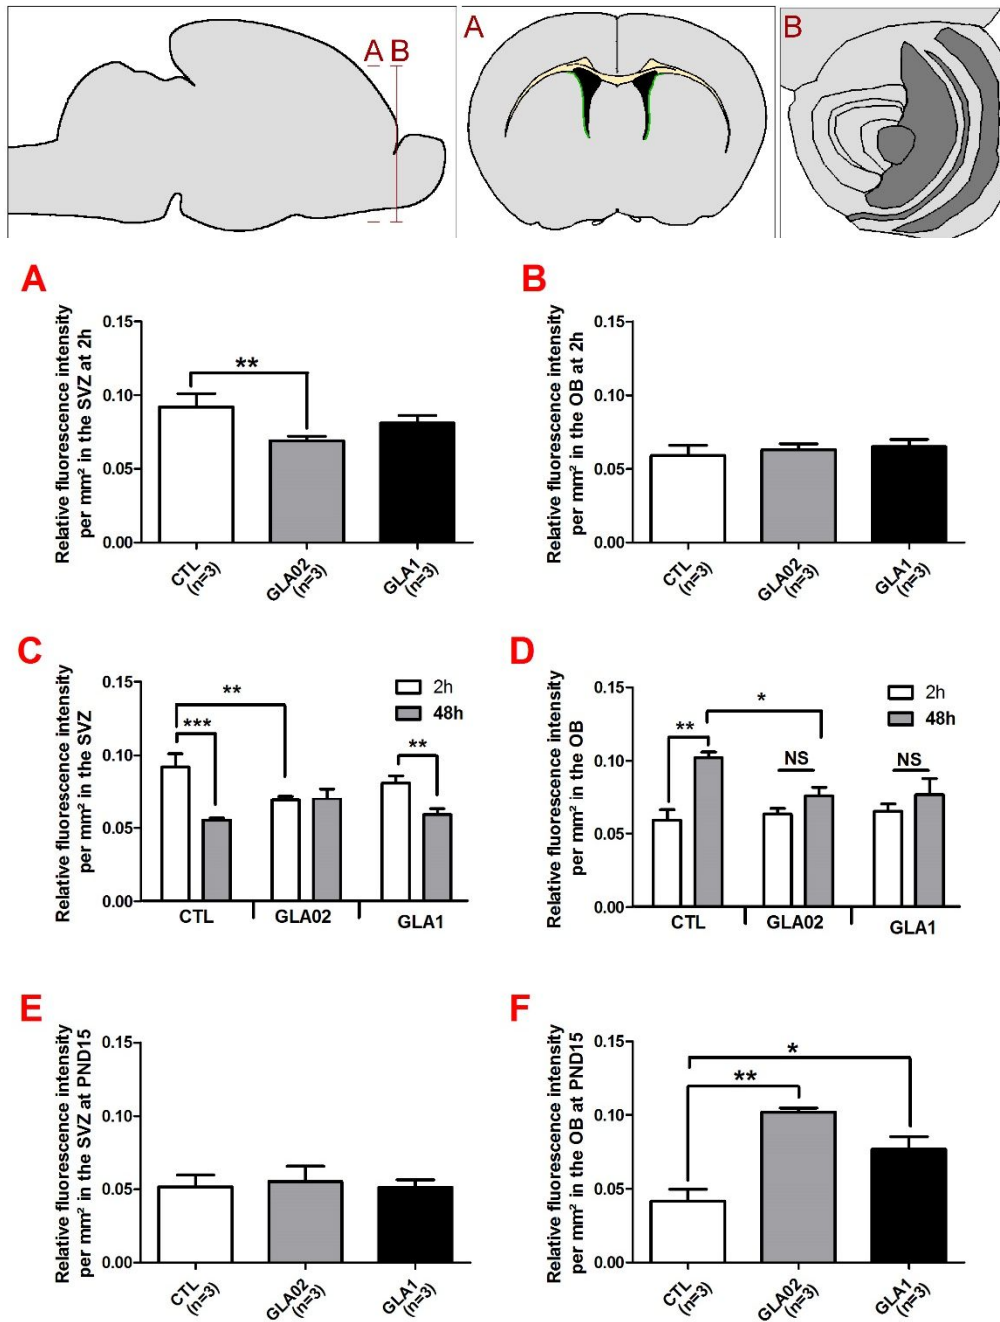 A B
A
B
A
Relative fluorescence intensity
per mm² in the SVZ at 2h
0.15
0.10
0.05
0.00
**
CTL
(n=3)
GLA02
(n=3)
GLA1
(n=3)
B
Relative fluorescence intensity
per mm² in the OB at 2h
0.15
0.10
0.05
0.00
CTL
(n=3)
GLA02
(n=3)
GLA1
(n=3)
C
Relative fluorescence intensity
per mm² in the SVZ
0.15
0.10
0.05
0.00
2h
48h
**
***
**
CTL
GLA02
GLA1
D
Relative fluorescence intensity
per mm² in the OB
0.15
0.10
0.05
0.00
2h
48h
*
**
NS
NS
CTL
GLA02
GLA1
E
Relative fluorescence intensity
per mm² in the SVZ at PND15
0.15
0.10
0.05
0.00
CTL
(n=3)
GLA02
(n=3)
GLA1
(n=3)
F
Relative fluorescence intensity
per mm² in the OB at PND15
0.15
0.10
0.05
0.00
*
**
CTL
(n=3)
GLA02
(n=3)
GLA1
(n=3)